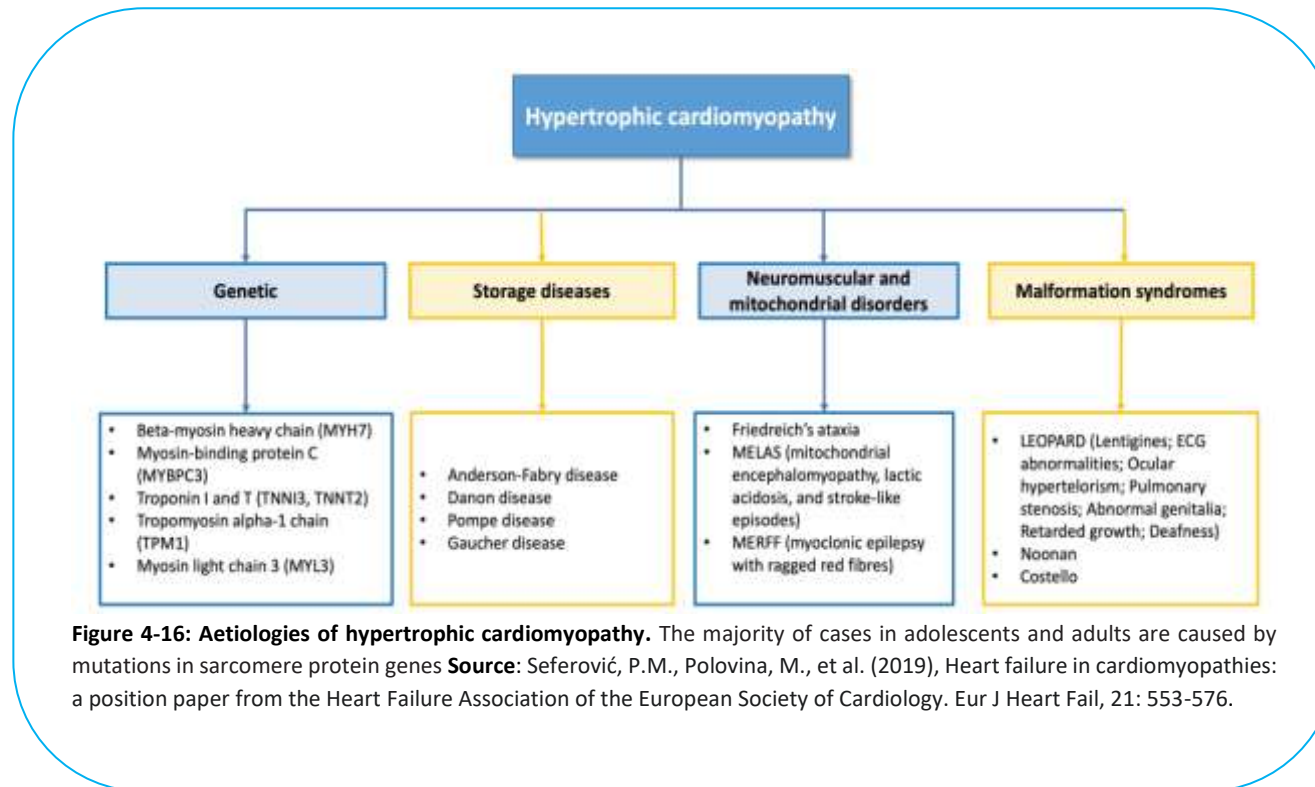 Hypertrophic cardiomyopathy
Genetic
Storage diseases
Neuromuscular and
mitochondrial disorders
Malformation syndromes
• Beta-myosin heavy chain (MYH7)
• Myosin-binding protein C
(MYBPC3)
• Troponin I and T (TNNI3, TNNT2)
• Tropomyosin alpha-1 chain
(TPM1)
• Myosin light chain 3 (MYL3)
• Anderson-Fabry disease
• Danon disease
• Pompe disease
• Gaucher disease
• Friedreich's ataxia
• MELAS (mitochondrial
encephalomyopathy, lactic
acidosis, and stroke-like
episodes)
• MERFF (myoclonic epilepsy
with ragged red fibres)
• LEOPARD (Lentigines; ECG
abnormalities; Ocular
hypertelorism; Pulmonary
stenosis; Abnormal genitalia;
Retarded growth; Deafness)
• Noonan
• Costello
Figure 4-16: Aetiologies of hypertrophic cardiomyopathy. The majority of cases in adolescents and adults are caused by
mutations in sarcomere protein genes Source: Seferović, P.M., Polovina, M., et al. (2019), Heart failure in cardiomyopathies:
a position paper from the Heart Failure Association of the European Society of Cardiology. Eur J Heart Fail, 21: 553-576.